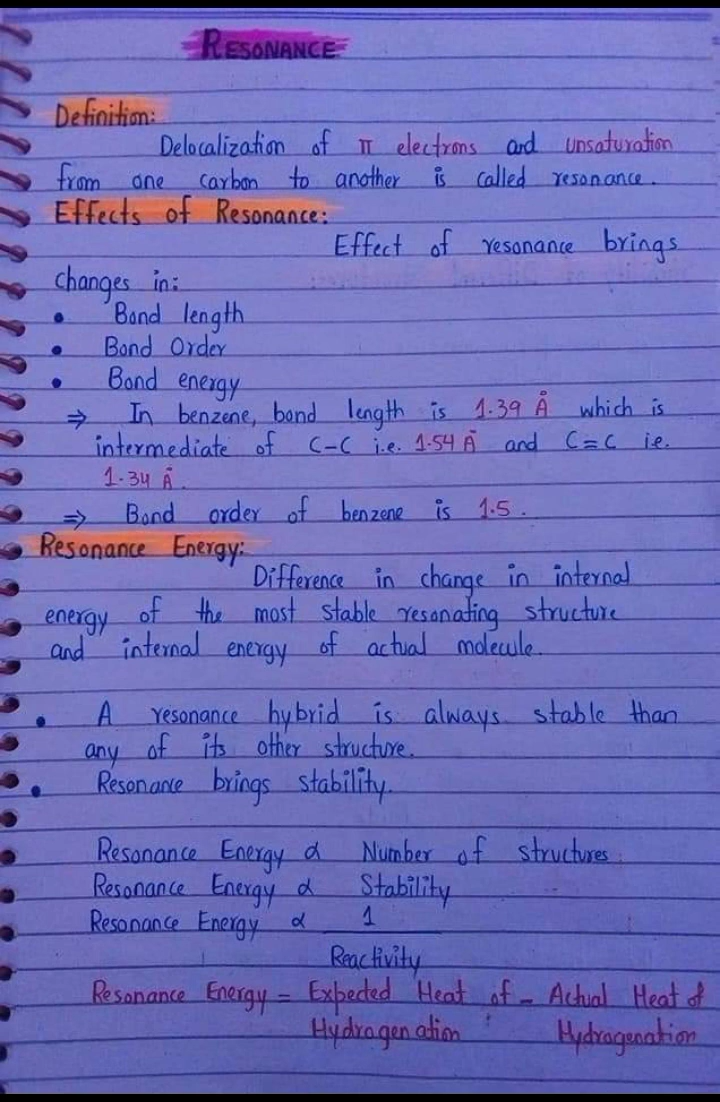 RESONANCE
Definition:
Delocalization of π electrons and unsaturation
from one carbon to another is called resonance.
Effects of Resonance:
Effect of resonance brings
changes in:
• Bond length
• Bond Order
• Bond energy
⇒ In benzene, bond length is 1.39 Å which is
intermediate of C-C i.e. 1.54 Å and C=C ie.
1.34 Å.
⇒ Bond order of benzene is 1.5.
Resonance Energy:
Difference in change in internal
energy of the most stable resonating structure
and internal energy of actual molecule.
• A resonance hybrid is always stable than
any of its other structure.
• Resonance brings stability.
Resonance Energy α Number of structures
Resonance Energy α Stability
Resonance Energy α 1
Reactivity
Resonance Energy = Expected Heat of - Actual Heat of
Hydrogenation Hydrogenation